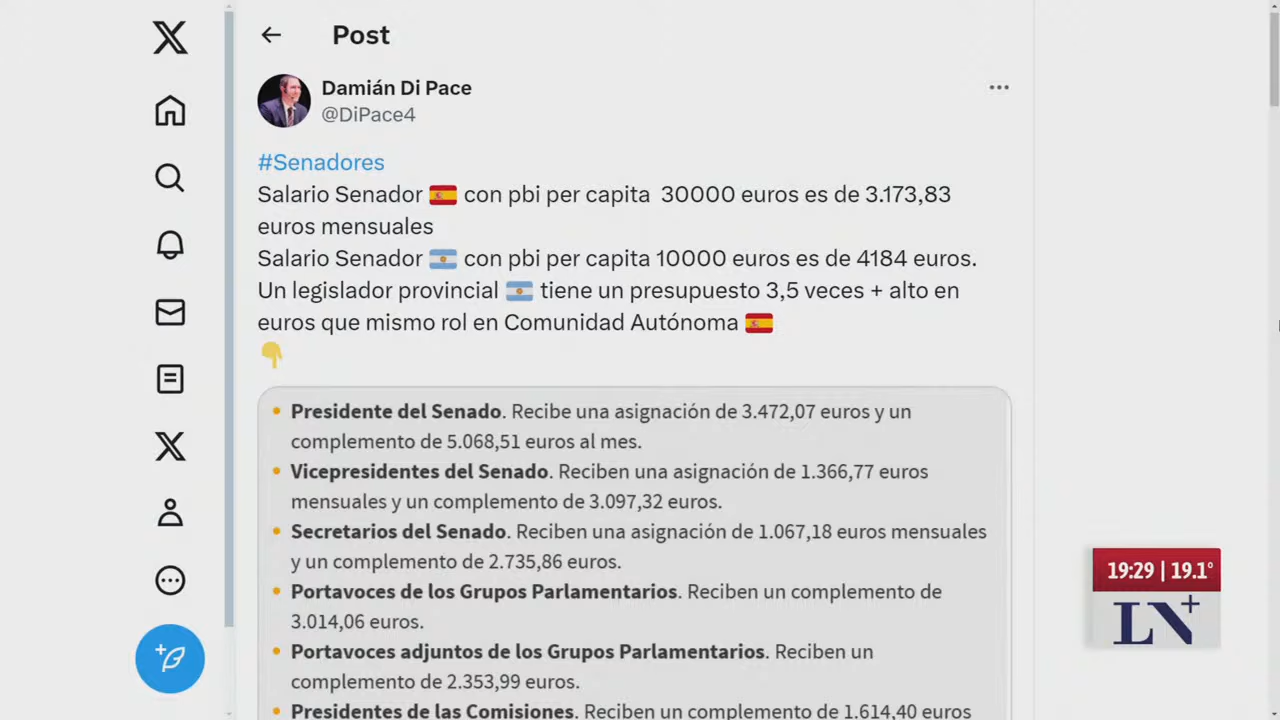 Post
Damián Di Pace
@DiPace4
#Senadores
Salario Senador 🇪🇸 con pbi per capita 30000 euros es de 3.173,83
euros mensuales
Salario Senador 🇦🇷 con pbi per capita 10000 euros es de 4184 euros.
Un legislador provincial 🇦🇷 tiene un presupuesto 3,5 veces + alto en
euros que mismo rol en Comunidad Autónoma 🇪🇸
👇
• Presidente del Senado. Recibe una asignación de 3.472,07 euros y un
complemento de 5.068,51 euros al mes.
• Vicepresidentes del Senado. Reciben una asignación de 1.366,77 euros
mensuales y un complemento de 3.097,32 euros.
• Secretarios del Senado. Reciben una asignación de 1.067,18 euros mensuales
y un complemento de 2.735,86 euros.
• Portavoces de los Grupos Parlamentarios. Reciben un complemento de
3.014,06 euros.
• Portavoces adjuntos de los Grupos Parlamentarios. Reciben un
complemento de 2.353,99 euros.
• Presidentes de las Comisiones. Reciben un complemento de 1.614,40 euros
19:29 | 19.1°
LN+